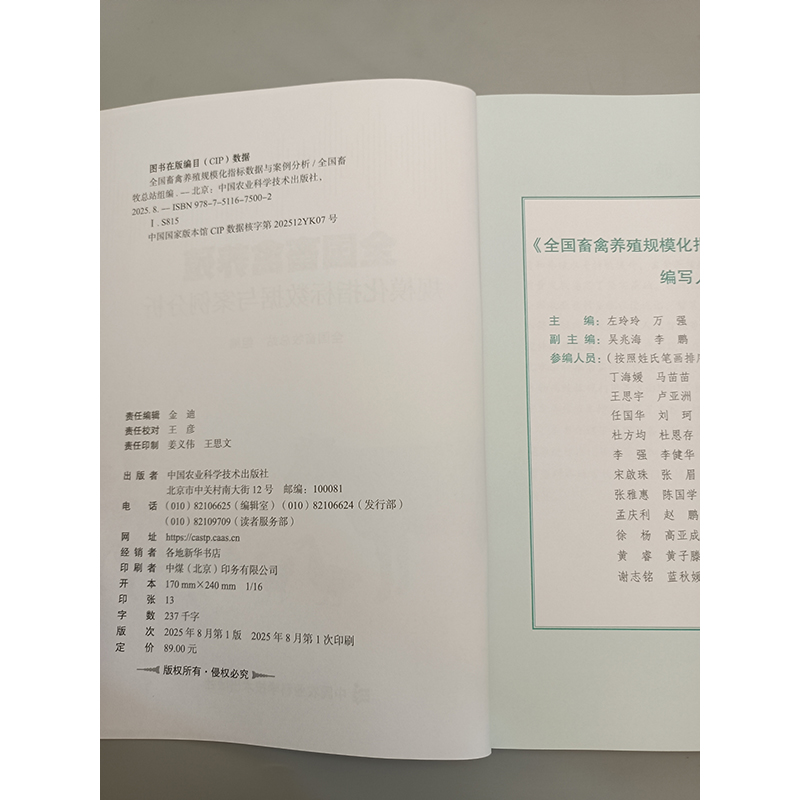 图书在版编目（CIP）数据
全国畜禽养殖规模化指标数据与案例分析 / 全国畜
牧总站组编 . -- 北京：中国农业科学技术出版社，
2025. 8. -- ISBN 978-7-5116-7500-2
Ⅰ . S815
中国国家版本馆 CIP 数据核字第 202512YK07 号
责任编辑 金 迪
责任校对 王 彦
责任印制 姜义伟 王思文
出 版 者 中国农业科学技术出版社
北京市中关村南大街 12 号 邮编：100081
电 话 （010）82106625（编辑室）（010）82106624（发行部）
（010）82109709（读者服务部）
网 址 https://castp.caas.cn
经 销 者 各地新华书店
印 刷 者 中煤（北京）印务有限公司
开 本 170 mm×240 mm 1/16
印 张 13
字 数 237 千字
版 次 2025 年 8 月第 1 版 2025 年 8 月第 1 次印刷
定 价 89.00 元
版权所有·侵权必究
《全国畜禽养殖规模化指
编写
主 编：左玲玲 万 强
副 主 编：吴兆海 李 鹏
参编人员：（按照姓氏笔画排
丁海媛 马苗苗
王思宇 卢亚洲
任国华 刘 珂
杜方均 杜恩存
李 强 李健华
宋啟珠 张 眉
张雅惠 陈国学
孟庆利 赵 鹏
徐 杨 高亚成
黄 睿 黄子滕
谢志铭 蓝秋媛